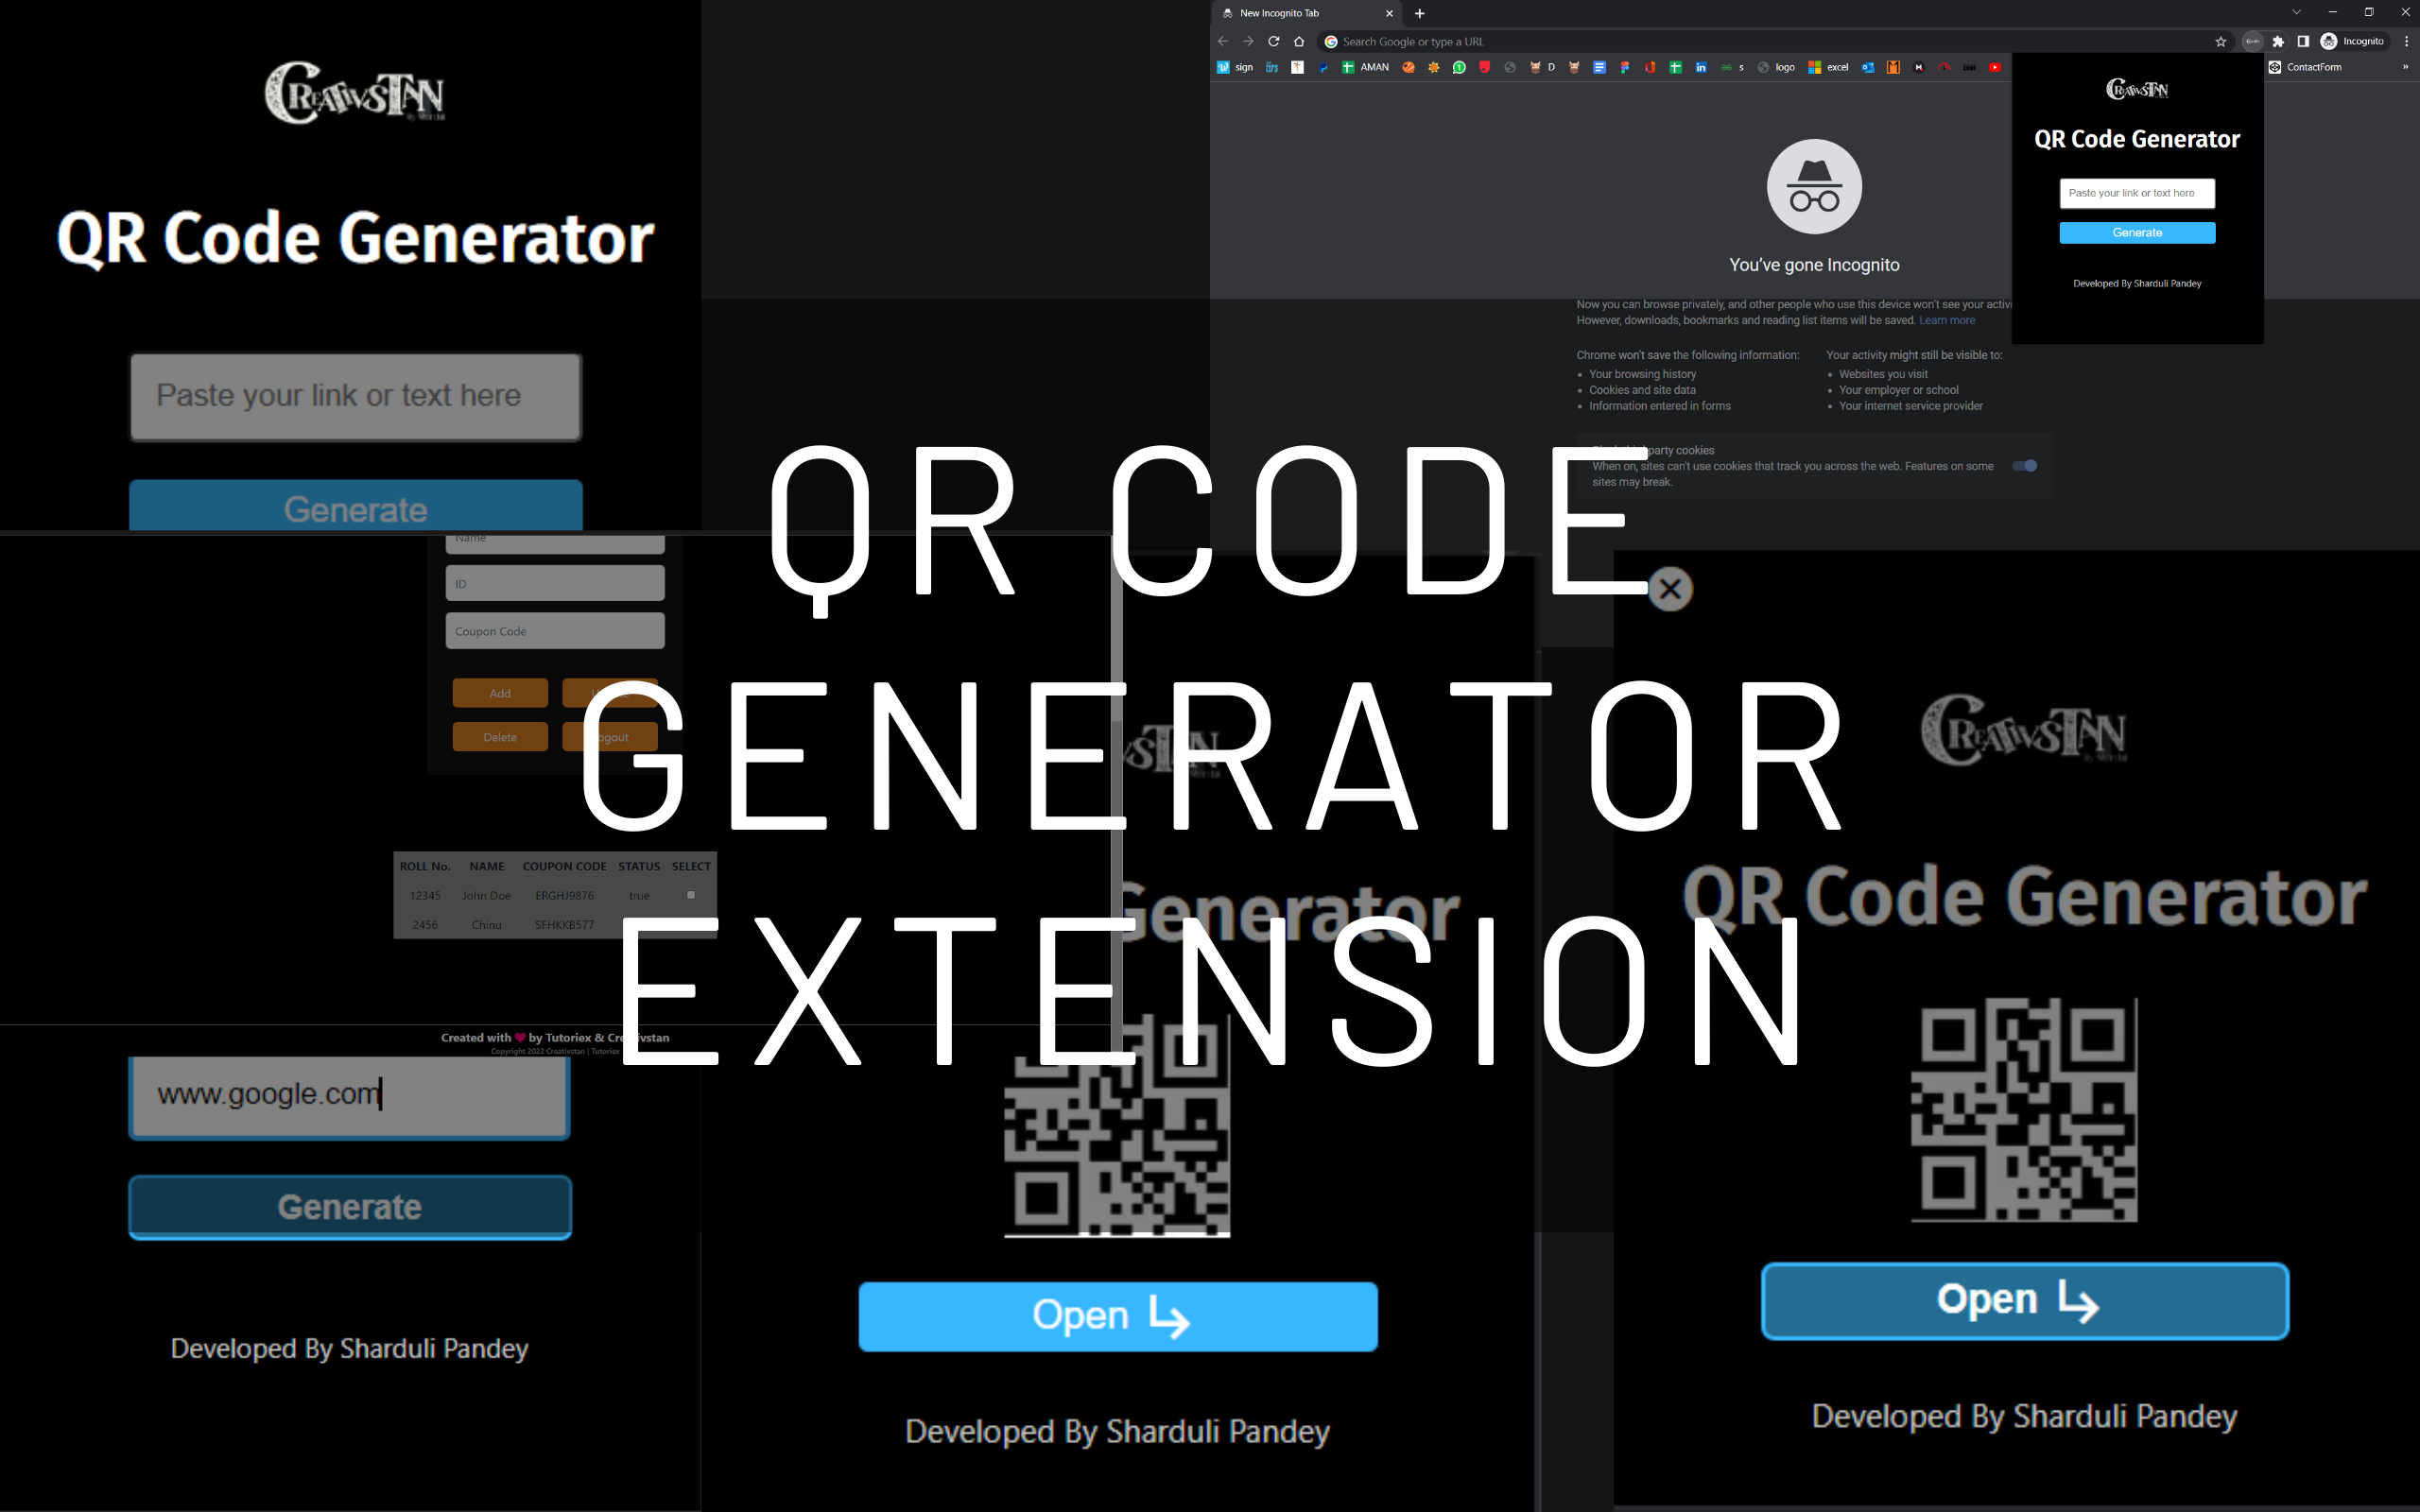 CREATIVSTAN
QR Code Generator
Paste your link or text here
Generate
New Incognito Tab
Search Google or type a URL
Incognito
sign
AMAN
D
s
logo
excel
ContactForm
»
CREATIVSTAN
QR Code Generator
Paste your link or text here
Generate
Developed By Sharduli Pandey
You've gone Incognito
Now you can browse privately, and other people who use this device won't see your activi
However, downloads, bookmarks and reading list items will be saved. Learn more
Chrome won't save the following information:
Your browsing history
Cookies and site data
Information entered in forms
Your activity might still be visible to:
Websites you visit
Your employer or school
Your internet service provider
party cookies
When on, sites can't use cookies that track you across the web. Features on some
sites may break.
QR CODE
GENERATOR
EXTENSION
Name
ID
Coupon Code
Add
Delete
ogout
ROLL No. NAME COUPON CODE STATUS SELECT
12345 John Doe ERGHJ9876 true
2456 Chinu SFHKKB577
Created with ❤ by Tutoriex & Creativstan
Copyright 2022 Creativstan | Tutoriex
www.google.com
Generate
Developed By Sharduli Pandey
STAN
Generator
Open
Developed By Sharduli Pandey
CREATIVSTAN
QR Code Generator
Open
Developed By Sharduli Pandey